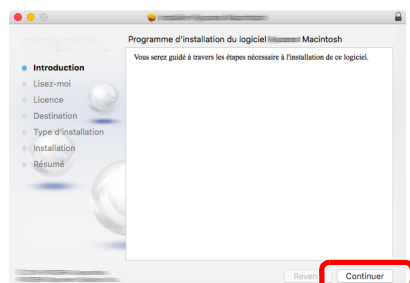 Programme d'installation du logiciel Macintosh
Vous serez guidé à travers les étapes nécessaire à l'installation de ce logiciel.
Introduction
Lisez-moi
Licence
Destination
Type d'installation
Installation
Résumé
Reven
Continuer